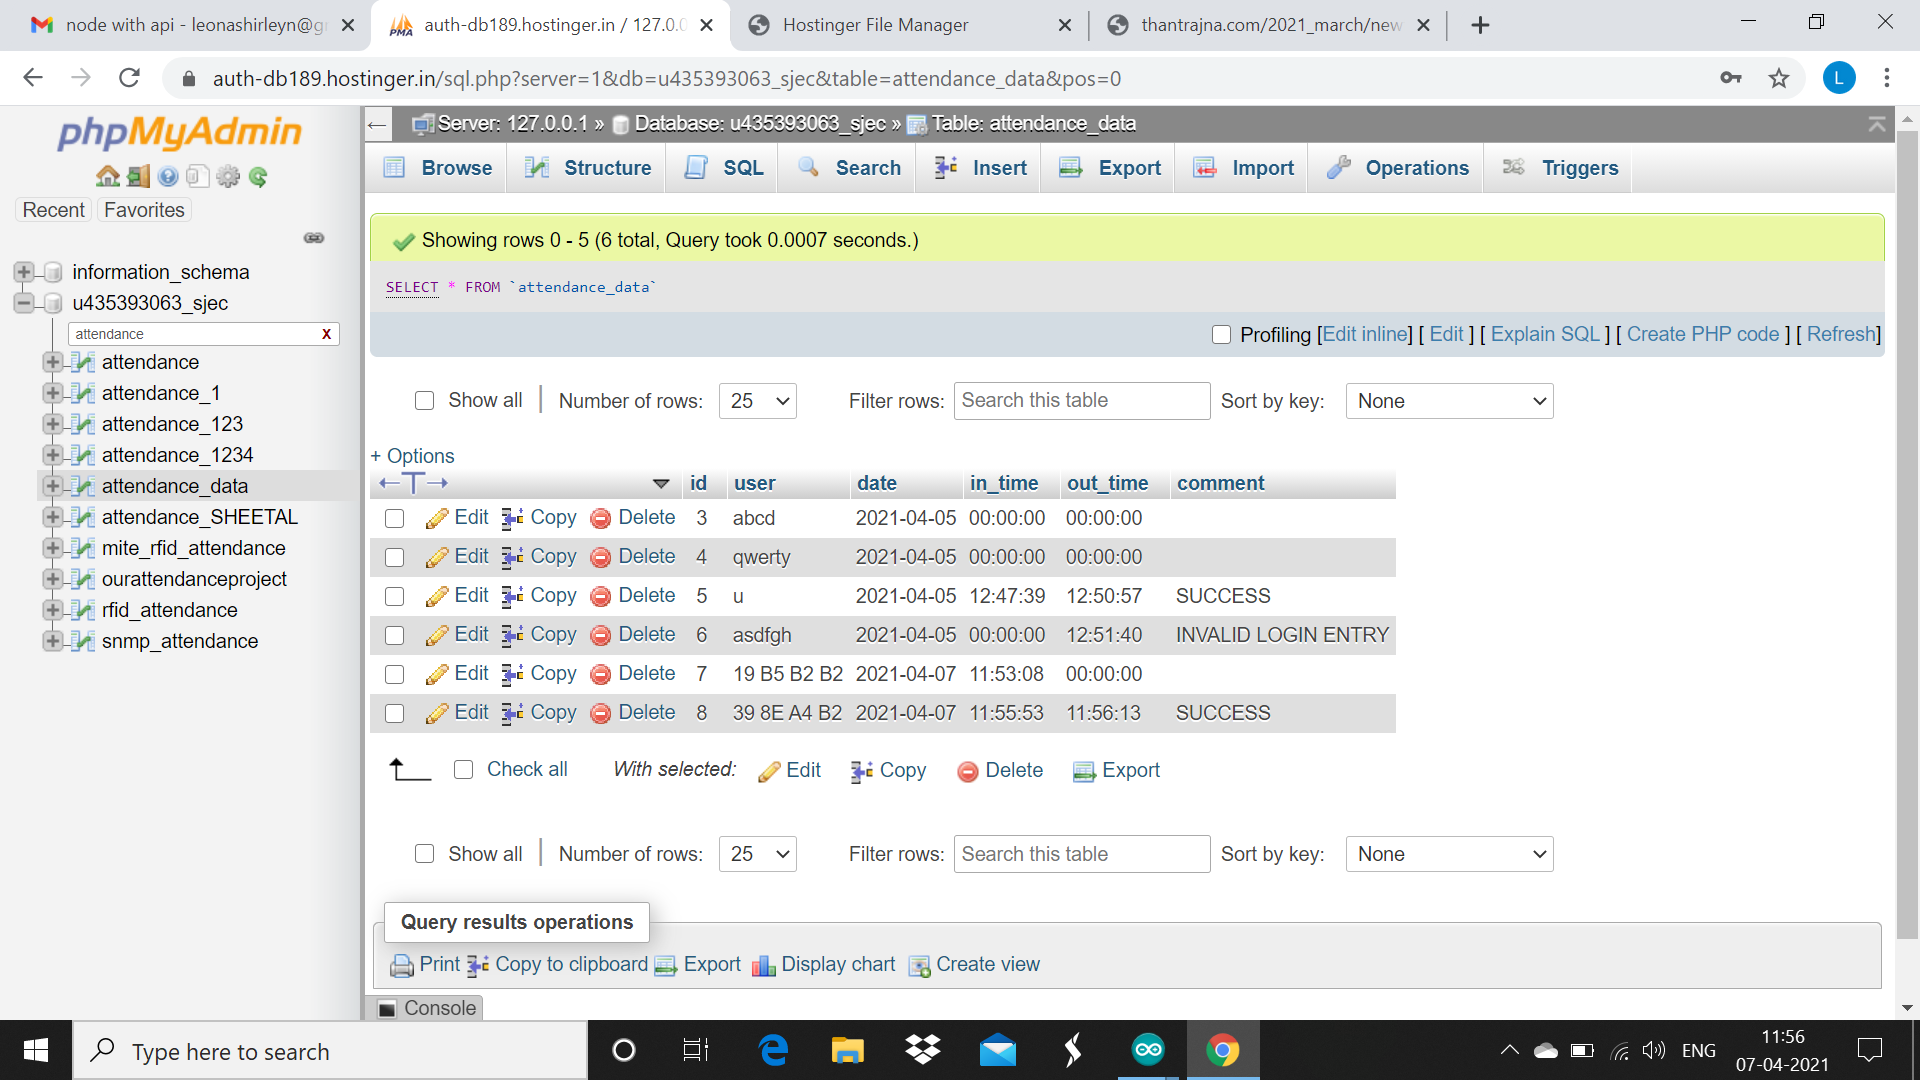 node with api - leonashirleyn@g
auth-db189.hostinger.in / 127.0.0
Hostinger File Manager
thantrajna.com/2021_march/new
auth-db189.hostinger.in/sql.php?server=1&db=u435393063_sjec&table=attendance_data&pos=0
L
phpMyAdmin
Recent Favorites
information_schema
u435393063_sjec
attendance X
attendance
attendance_1
attendance_123
attendance_1234
attendance_data
attendance_SHEETAL
mite_rfid_attendance
ourattendanceproject
rfid_attendance
snmp_attendance
Server: 127.0.0.1 » Database: u435393063_sjec » Table: attendance_data
Browse Structure SQL Search Insert Export Import Operations Triggers
Showing rows 0 - 5 (6 total, Query took 0.0007 seconds.)
SELECT * FROM `attendance_data`
Profiling [Edit inline] [ Edit ] [ Explain SQL ] [ Create PHP code ] [ Refresh]
Show all Number of rows: 25 Filter rows: Search this table Sort by key: None
+ Options
←T→ id user date in_time out_time comment
Edit Copy Delete 3 abcd 2021-04-05 00:00:00 00:00:00
Edit Copy Delete 4 qwerty 2021-04-05 00:00:00 00:00:00
Edit Copy Delete 5 u 2021-04-05 12:47:39 12:50:57 SUCCESS
Edit Copy Delete 6 asdfgh 2021-04-05 00:00:00 12:51:40 INVALID LOGIN ENTRY
Edit Copy Delete 7 19 B5 B2 B2 2021-04-07 11:53:08 00:00:00
Edit Copy Delete 8 39 8E A4 B2 2021-04-07 11:55:53 11:56:13 SUCCESS
Check all With selected: Edit Copy Delete Export
Show all Number of rows: 25 Filter rows: Search this table Sort by key: None
Query results operations
Print Copy to clipboard Export Display chart Create view
Console
Type here to search
ENG
11:56
07-04-2021